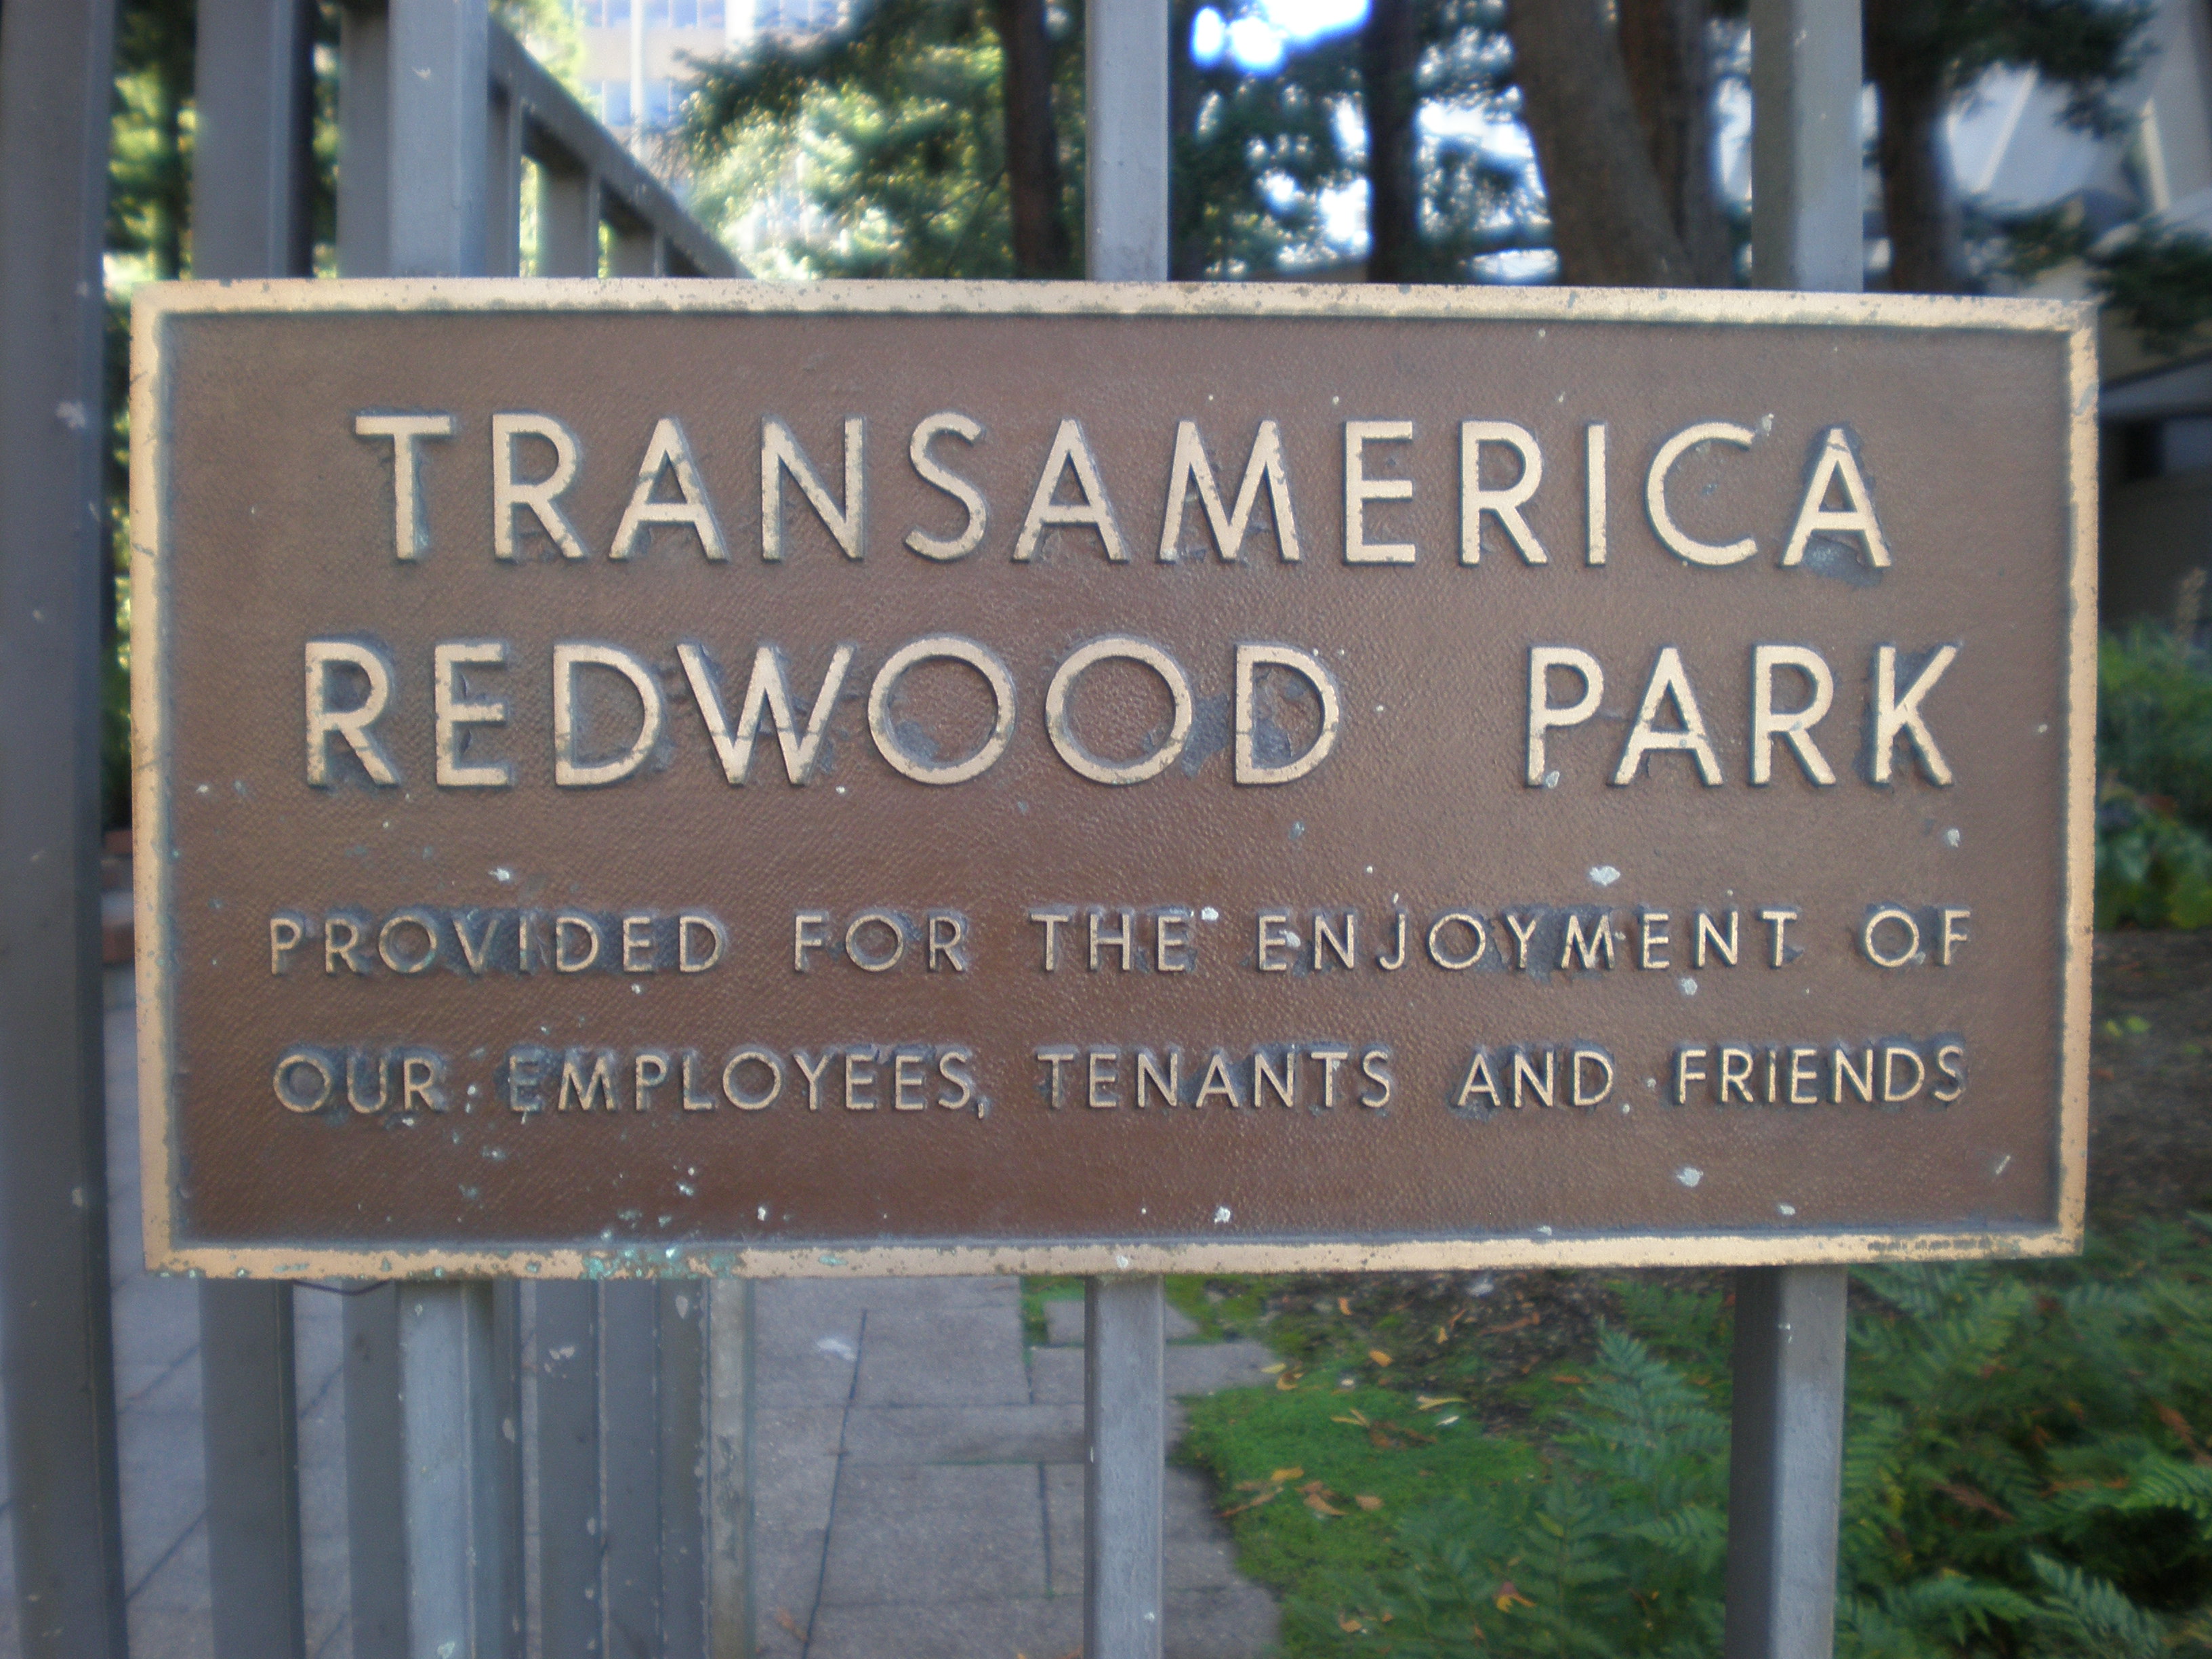 TRANSAMERICA
REDWOOD PARK
PROVIDED FOR THE ENJOYMENT OF
OUR EMPLOYEES, TENANTS AND FRIENDS